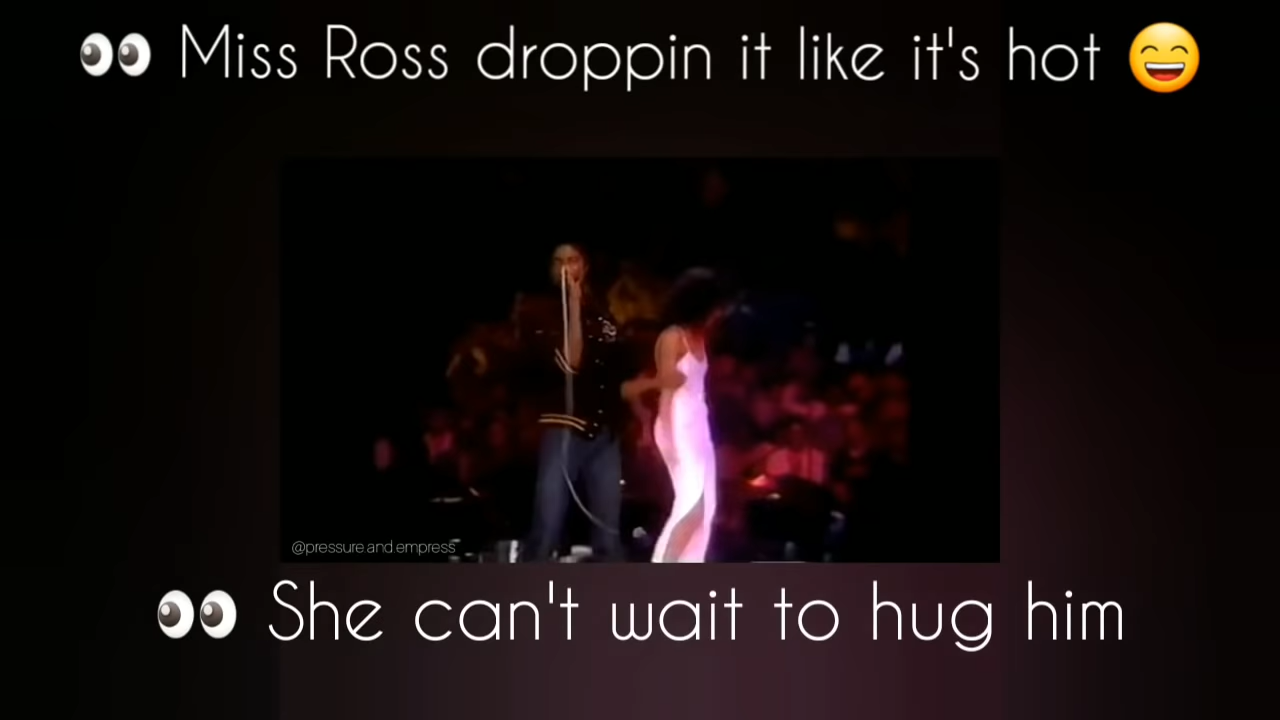 👀 Miss Ross droppin it like it's hot 😄
@pressure.and.empress
👀 She can't wait to hug him